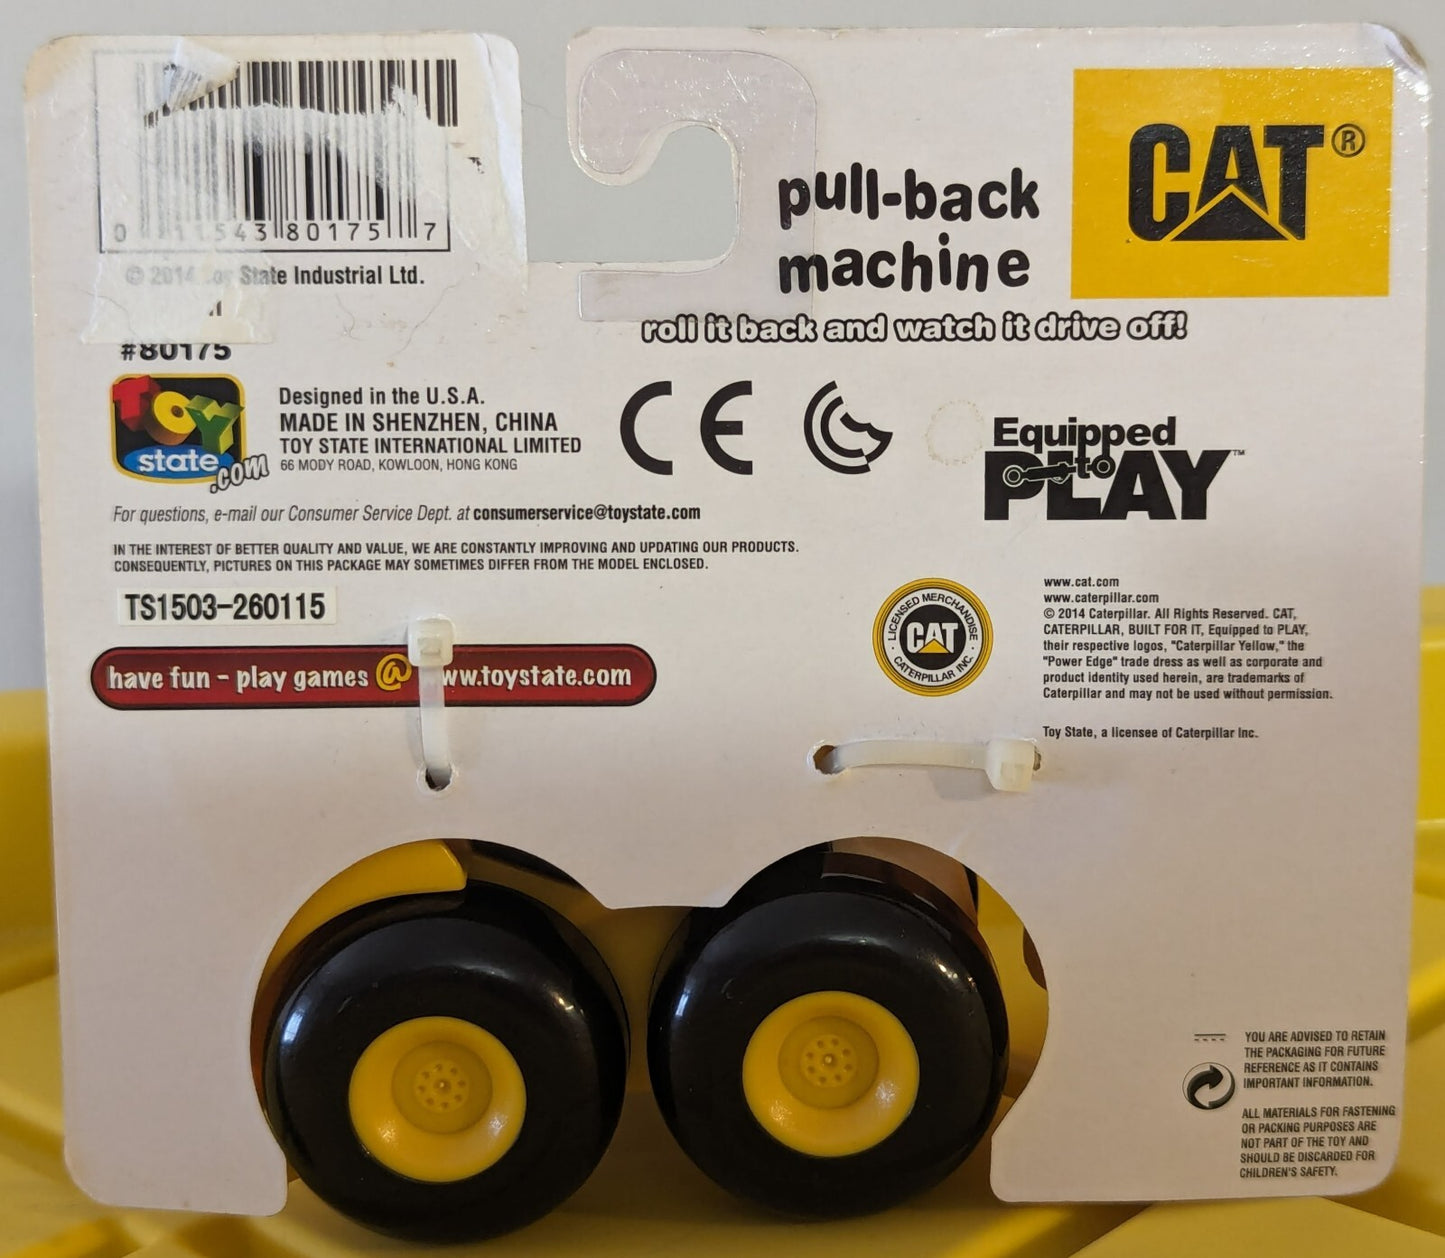 0 11543 80175 7
© 2014 Toy State Industrial Ltd.
#80175
pull-back
machine
CAT®
roll it back and watch it drive off!
TOY
state
.com
Designed in the U.S.A.
MADE IN SHENZHEN, CHINA
TOY STATE INTERNATIONAL LIMITED
66 MODY ROAD, KOWLOON, HONG KONG
CE
Equipped
to
PLAY™
For questions, e-mail our Consumer Service Dept. at consumerservice@toystate.com
IN THE INTEREST OF BETTER QUALITY AND VALUE, WE ARE CONSTANTLY IMPROVING AND UPDATING OUR PRODUCTS.
CONSEQUENTLY, PICTURES ON THIS PACKAGE MAY SOMETIMES DIFFER FROM THE MODEL ENCLOSED.
TS1503-260115
have fun - play games @ www.toystate.com
LICENSED MERCHANDISE
CAT
CATERPILLAR INC.
www.cat.com
www.caterpillar.com
© 2014 Caterpillar. All Rights Reserved. CAT,
CATERPILLAR, BUILT FOR IT, Equipped to PLAY,
their respective logos, "Caterpillar Yellow," the
"Power Edge" trade dress as well as corporate and
product identity used herein, are trademarks of
Caterpillar and may not be used without permission.
Toy State, a licensee of Caterpillar Inc.
YOU ARE ADVISED TO RETAIN
THE PACKAGING FOR FUTURE
REFERENCE AS IT CONTAINS
IMPORTANT INFORMATION.
ALL MATERIALS FOR FASTENING
OR PACKING PURPOSES ARE
NOT PART OF THE TOY AND
SHOULD BE DISCARDED FOR
CHILDREN'S SAFETY.